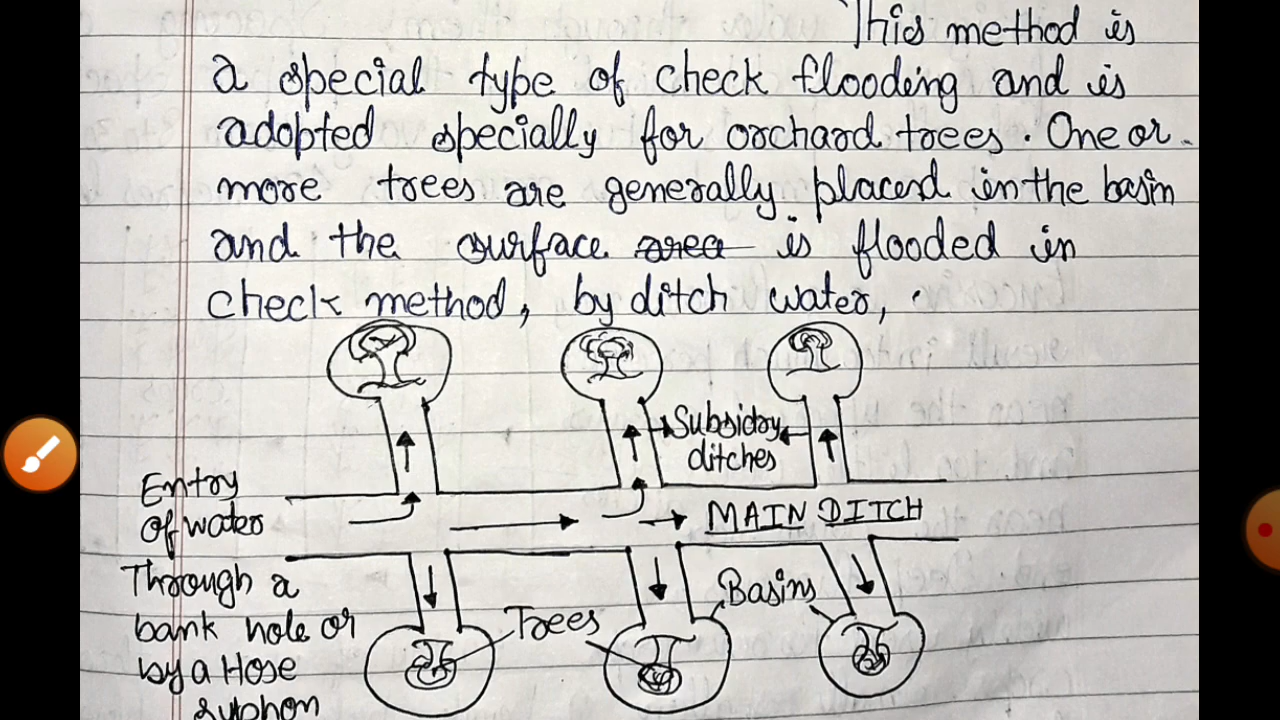 This method is
a special type of check flooding and is
adopted specially for orchard trees. One or
more trees are generally placed in the basin
and the surface area is flooded in
check method, by ditch water,
Subsidry
ditches
Entry
of water
MAIN DITCH
Through a
bank hole or
by a Hose
syphon
Trees
Basins